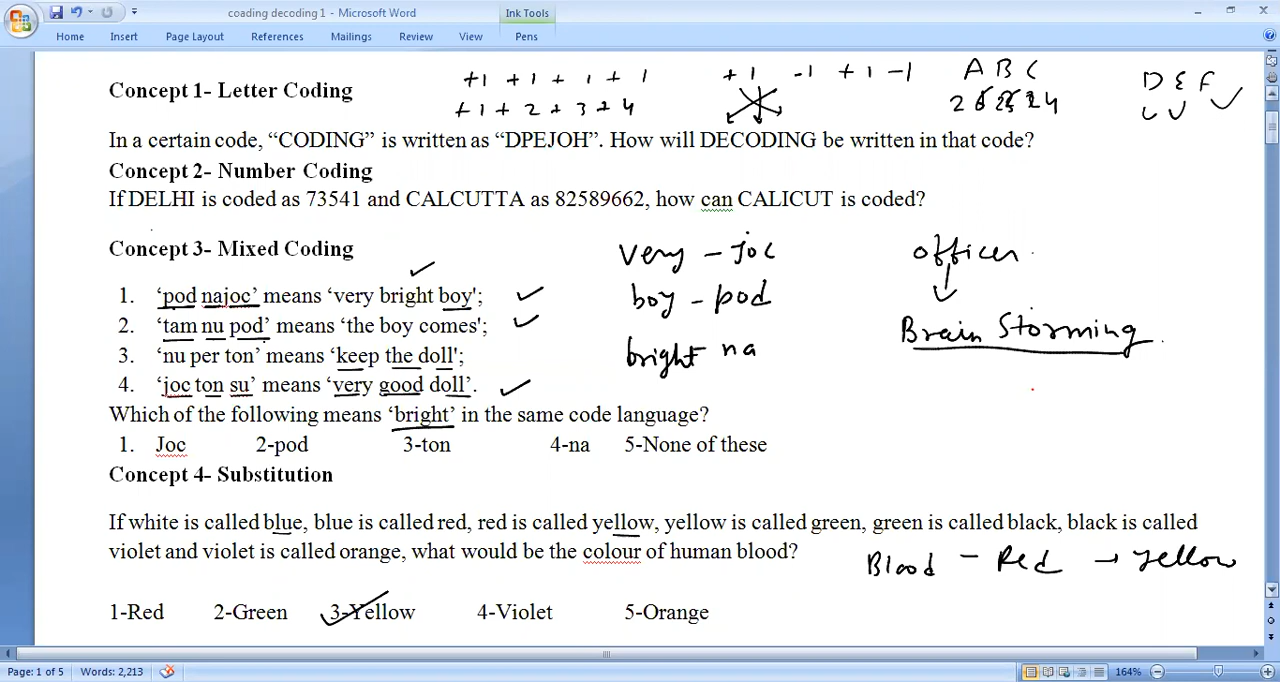 coading decoding 1 - Microsoft Word Ink Tools
Home Insert Page Layout References Mailings Review View Pens
+1 +1 +1 +1 +1 -1 +1 -1 A B C D E F
Concept 1- Letter Coding +1 +2 +3 +4
In a certain code, “CODING” is written as “DPEJOH”. How will DECODING be written in that code?
Concept 2- Number Coding
If DELHI is coded as 73541 and CALCUTTA as 82589662, how can CALICUT is coded?
Concept 3- Mixed Coding very - joc officer
1. ‘pod najoc’ means ‘very bright boy'; boy - pod
2. ‘tam nu pod’ means ‘the boy comes'; Brain Storming
3. ‘nu per ton’ means ‘keep the doll'; bright na
4. ‘joc ton su’ means ‘very good doll’.
Which of the following means ‘bright’ in the same code language?
1. Joc 2-pod 3-ton 4-na 5-None of these
Concept 4- Substitution
If white is called blue, blue is called red, red is called yellow, yellow is called green, green is called black, black is called
violet and violet is called orange, what would be the colour of human blood?
Blood - Red → yellow
1-Red 2-Green 3-Yellow 4-Violet 5-Orange
Page: 1 of 5 Words: 2,213 164%